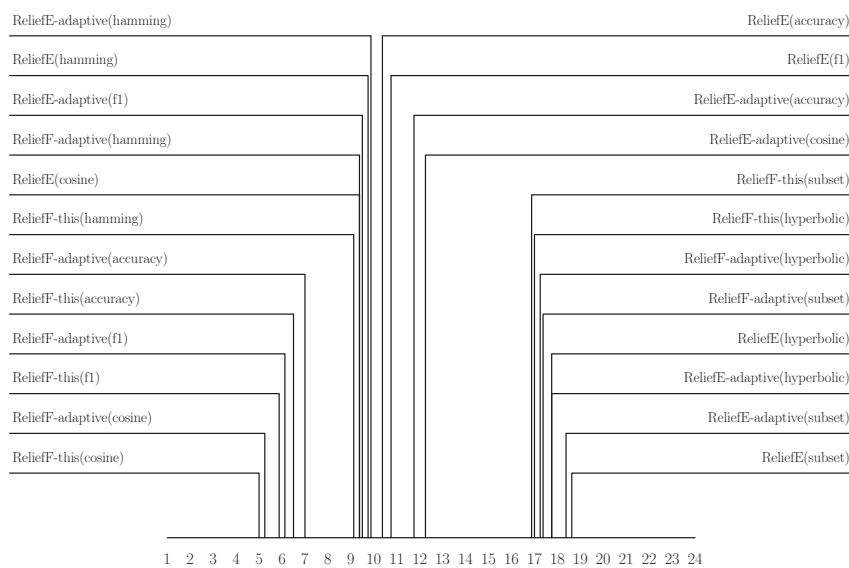 ReliefE-adaptive(hamming)
ReliefE(hamming)
ReliefE-adaptive(f1)
ReliefF-adaptive(hamming)
ReliefE(cosine)
ReliefF-this(hamming)
ReliefF-adaptive(accuracy)
ReliefF-this(accuracy)
ReliefF-adaptive(f1)
ReliefF-this(f1)
ReliefF-adaptive(cosine)
ReliefF-this(cosine)
ReliefE(accuracy)
ReliefE(f1)
ReliefE-adaptive(accuracy)
ReliefE-adaptive(cosine)
ReliefF-this(subset)
ReliefF-this(hyperbolic)
ReliefF-adaptive(hyperbolic)
ReliefF-adaptive(subset)
ReliefE(hyperbolic)
ReliefE-adaptive(hyperbolic)
ReliefE-adaptive(subset)
ReliefE(subset)
1 2 3 4 5 6 7 8 9 10 11 12 13 14 15 16 17 18 19 20 21 22 23 24